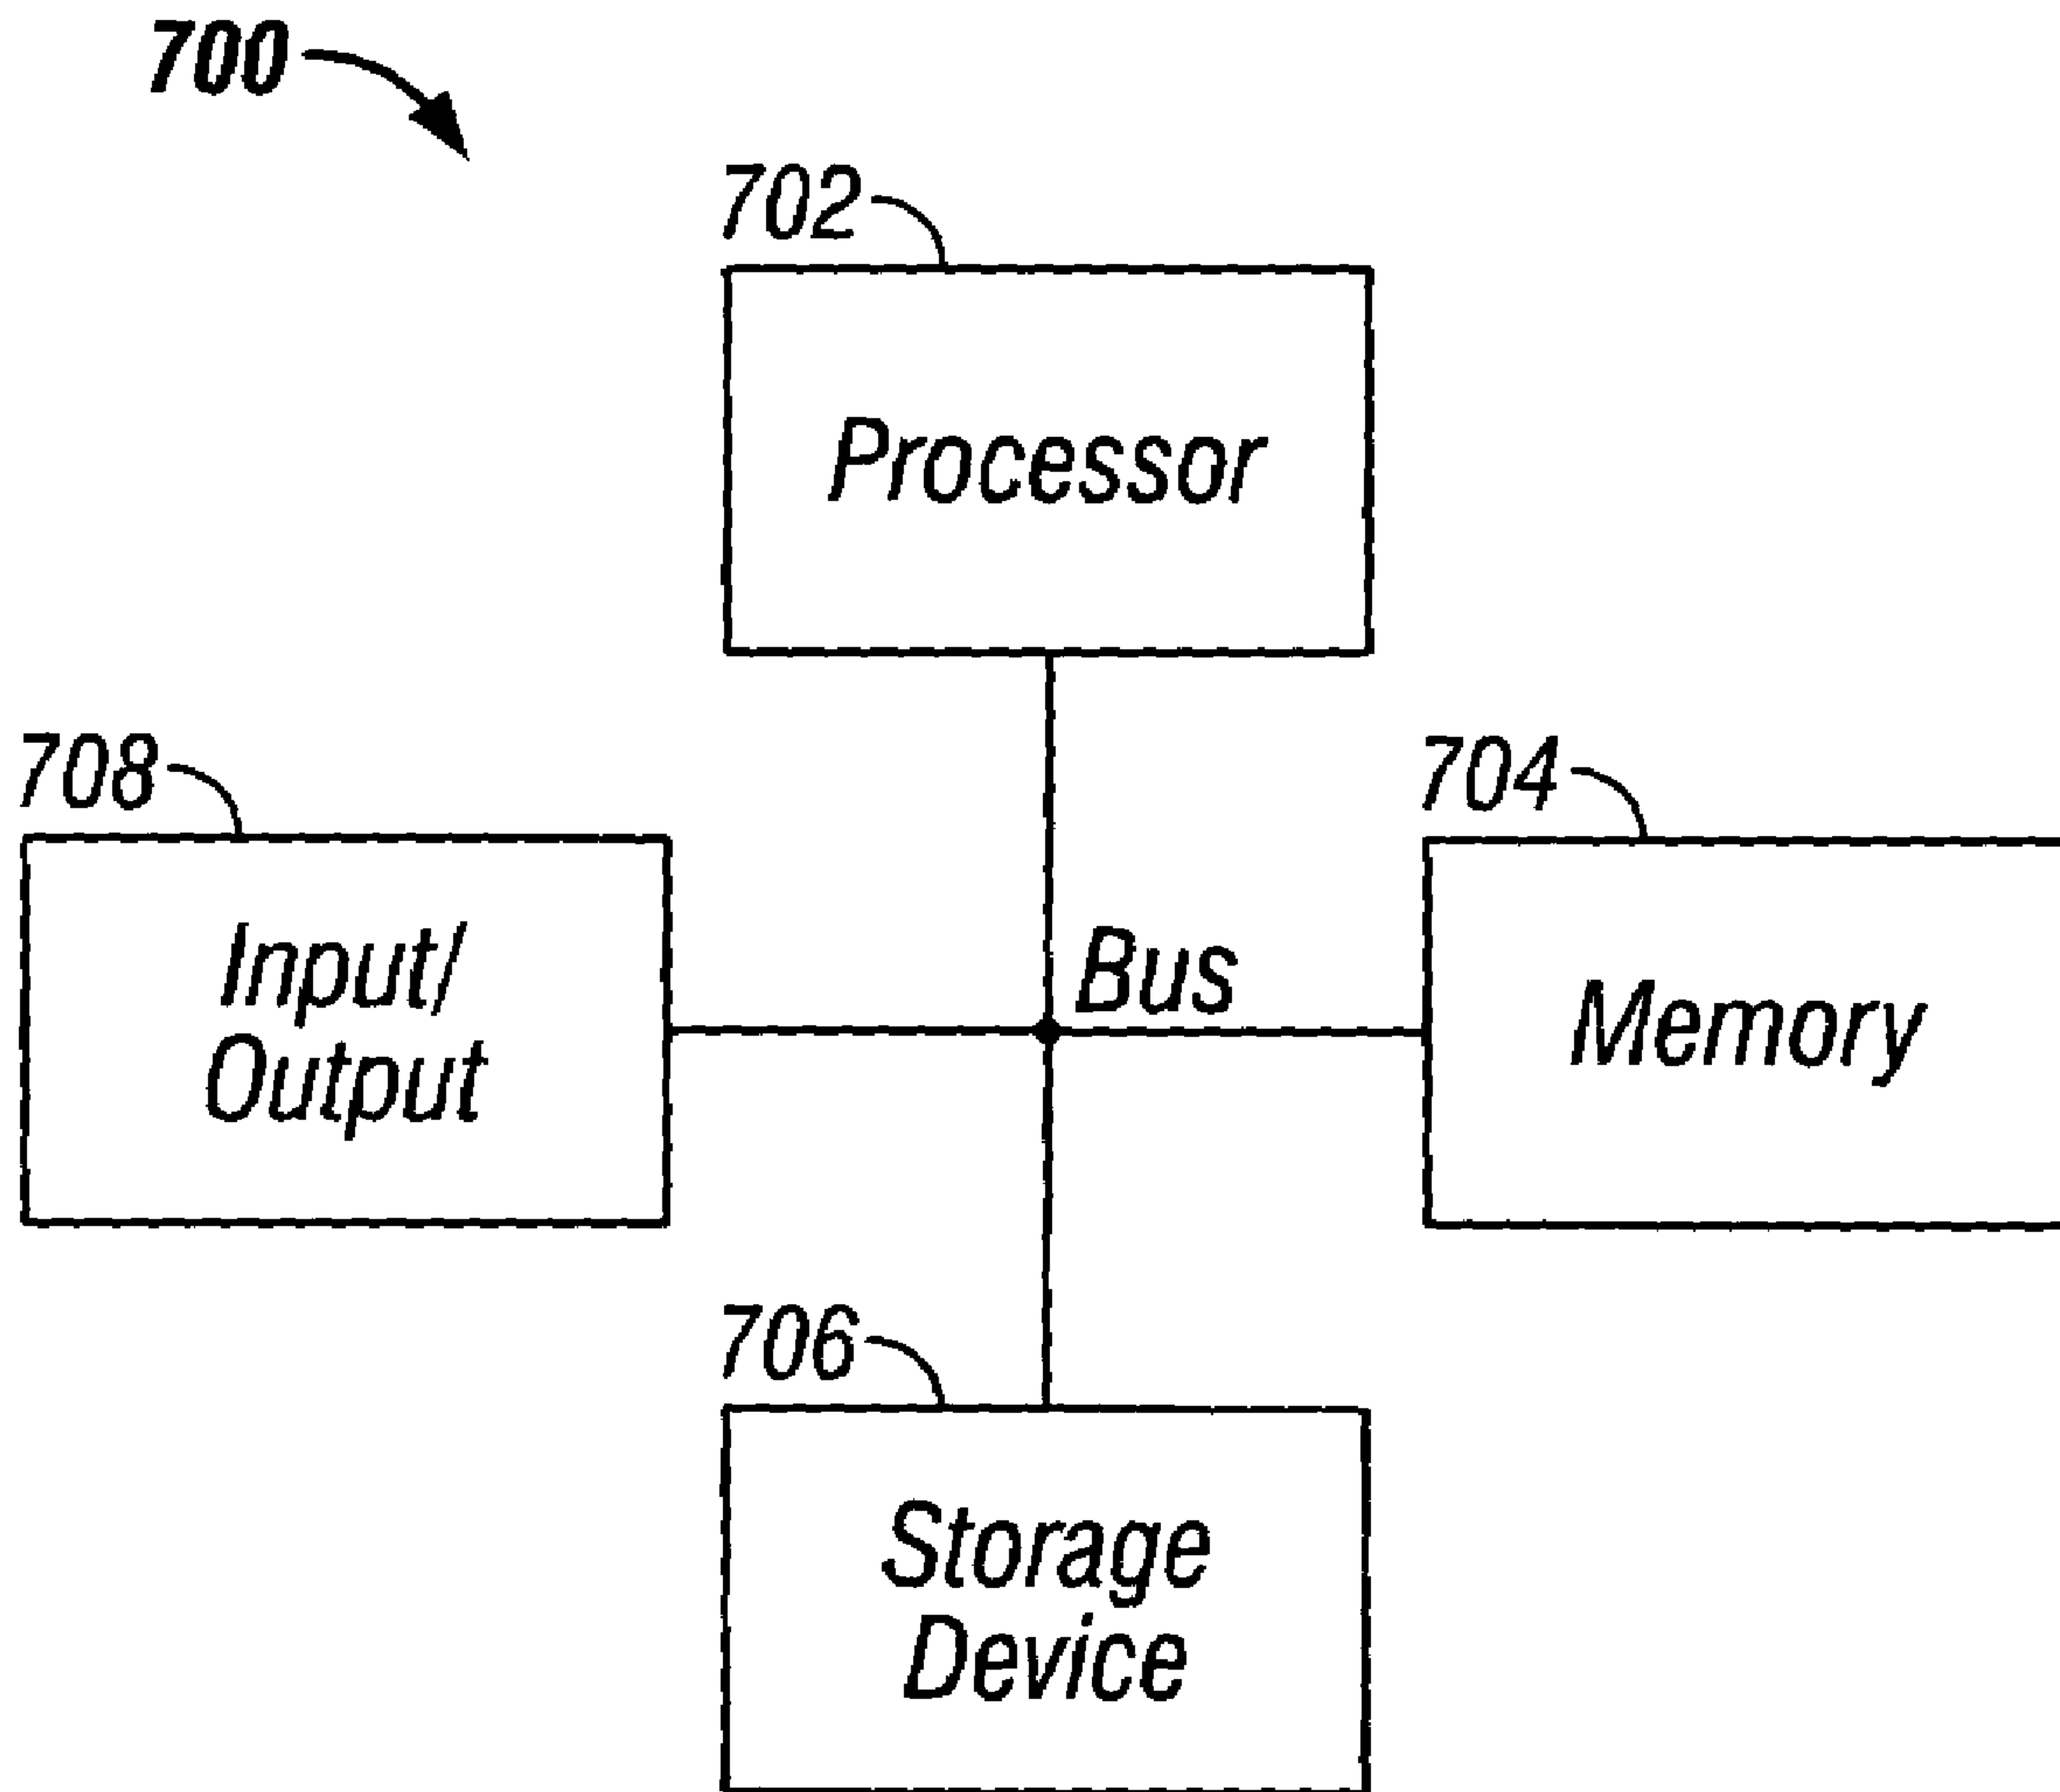 700
702
Processor
708
704
Input/
Output
Bus
Memory
706
Storage
Device